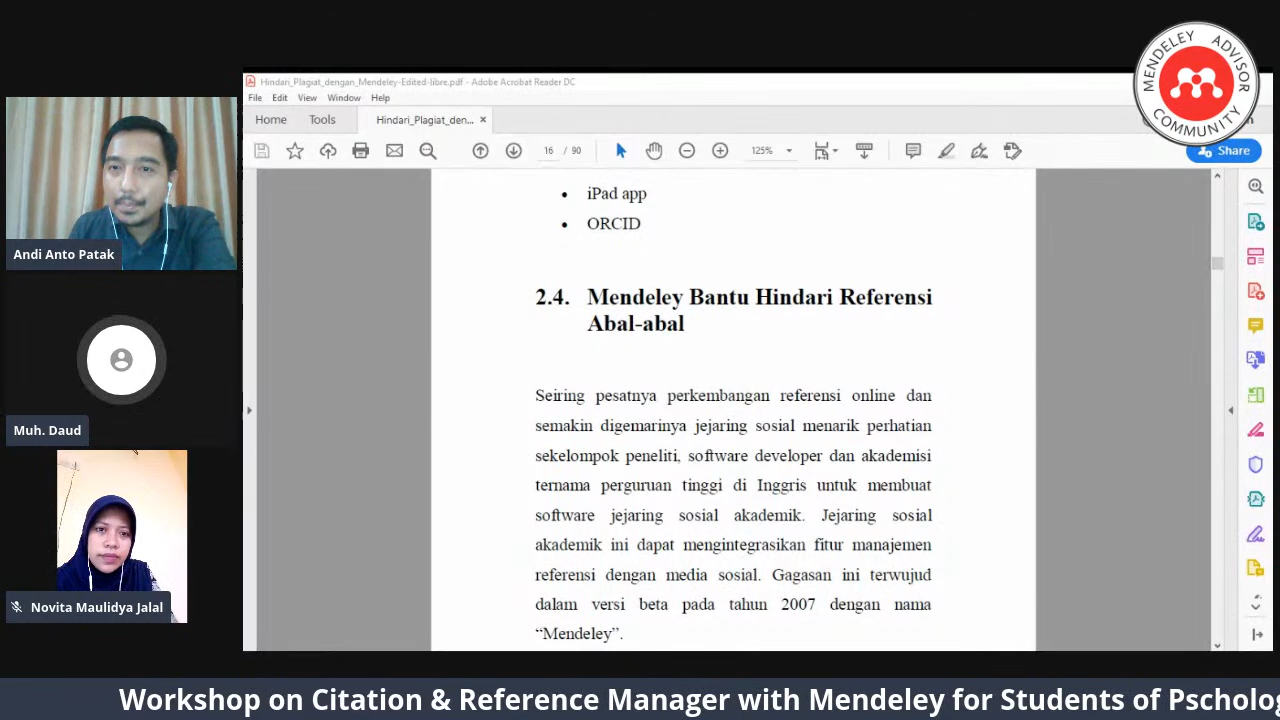 MENDELEY ADVISOR COMMUNITY
Hindari_Plagiat_dengan_Mendeley-Edited-libre.pdf - Adobe Acrobat Reader DC
File Edit View Window Help
Home Tools Hindari_Plagiat_den... ×
16 / 90 125% Share
• iPad app
• ORCID
2.4. Mendeley Bantu Hindari Referensi
Abal-abal
Seiring pesatnya perkembangan referensi online dan
semakin digemarinya jejaring sosial menarik perhatian
sekelompok peneliti, software developer dan akademisi
ternama perguruan tinggi di Inggris untuk membuat
software jejaring sosial akademik. Jejaring sosial
akademik ini dapat mengintegrasikan fitur manajemen
referensi dengan media sosial. Gagasan ini terwujud
dalam versi beta pada tahun 2007 dengan nama
“Mendeley”.
Andi Anto Patak
Muh. Daud
Novita Maulidya Jalal
Workshop on Citation & Reference Manager with Mendeley for Students of Pscholog